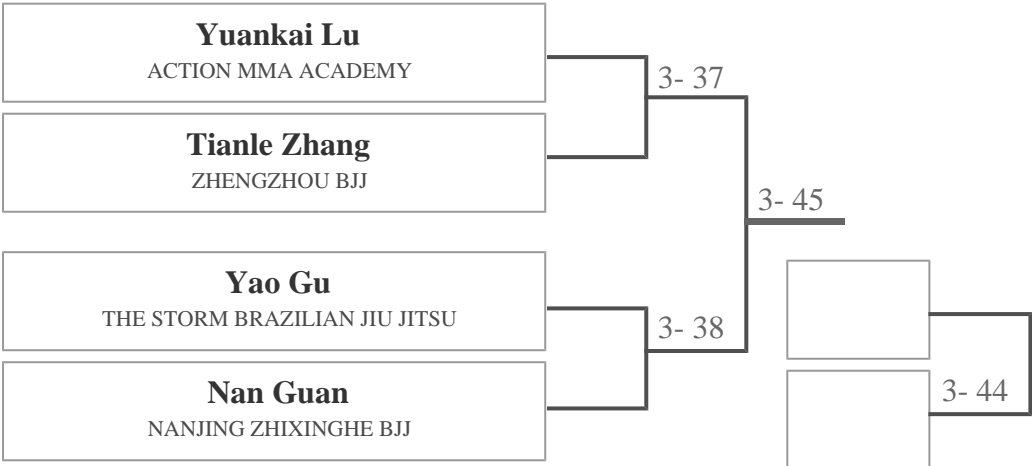 Yuankai Lu
ACTION MMA ACADEMY
3- 37
Tianle Zhang
ZHENGZHOU BJJ
3- 45
Yao Gu
THE STORM BRAZILIAN JIU JITSU
3- 38
Nan Guan
NANJING ZHIXINGHE BJJ
3- 44